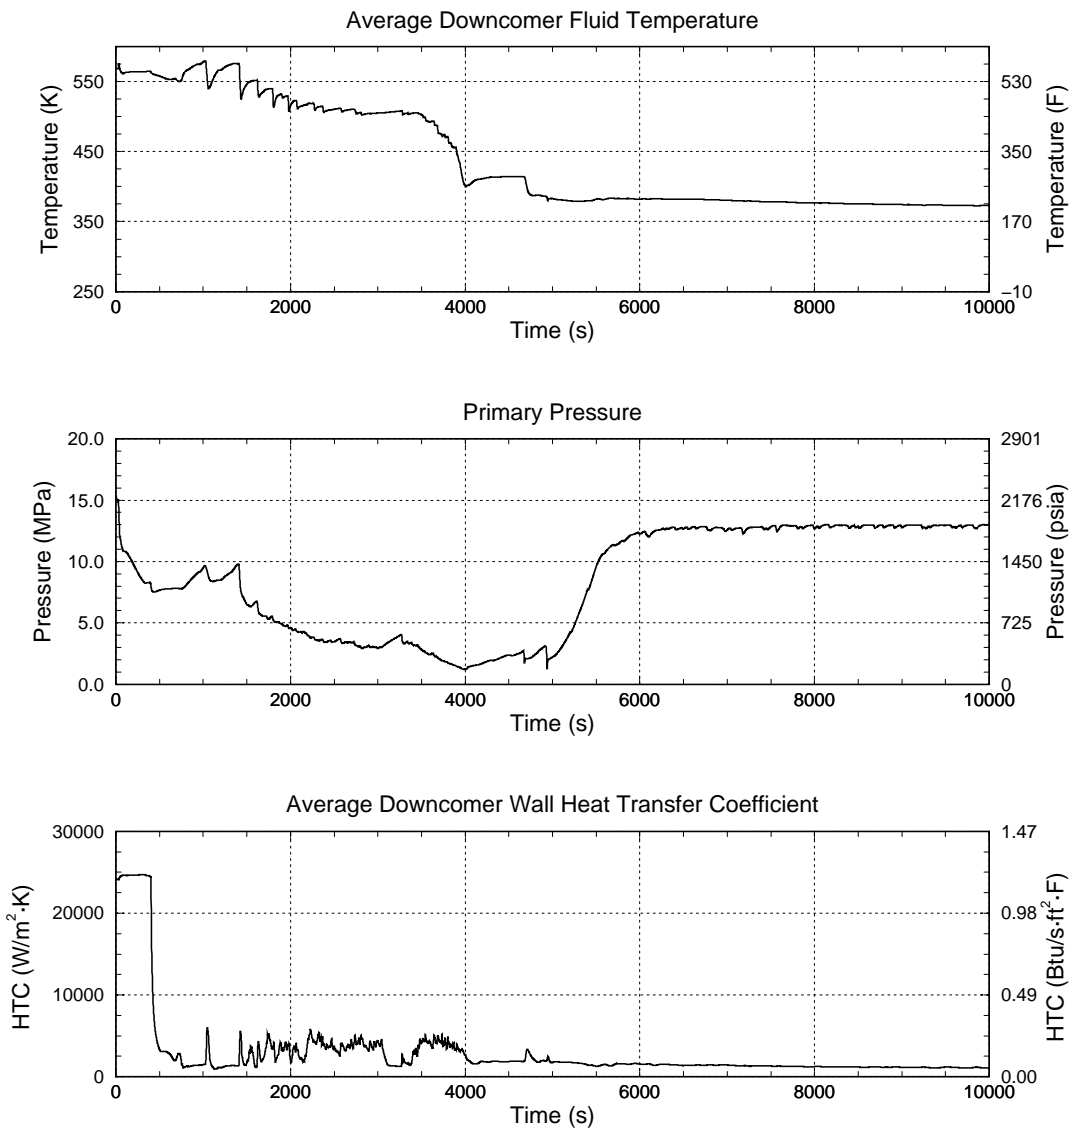 Average Downcomer Fluid Temperature
550
450
350
250
Temperature (K)
530
350
170
−10
Temperature (F)
0 2000 4000 6000 8000 10000
Time (s)
Primary Pressure
20.0
15.0
10.0
5.0
0.0
Pressure (MPa)
2901
2176
1450
725
0
Pressure (psia)
0 2000 4000 6000 8000 10000
Time (s)
Average Downcomer Wall Heat Transfer Coefficient
30000
20000
10000
0
HTC (W/m²·K)
1.47
0.98
0.49
0.00
HTC (Btu/s·ft²·F)
0 2000 4000 6000 8000 10000
Time (s)